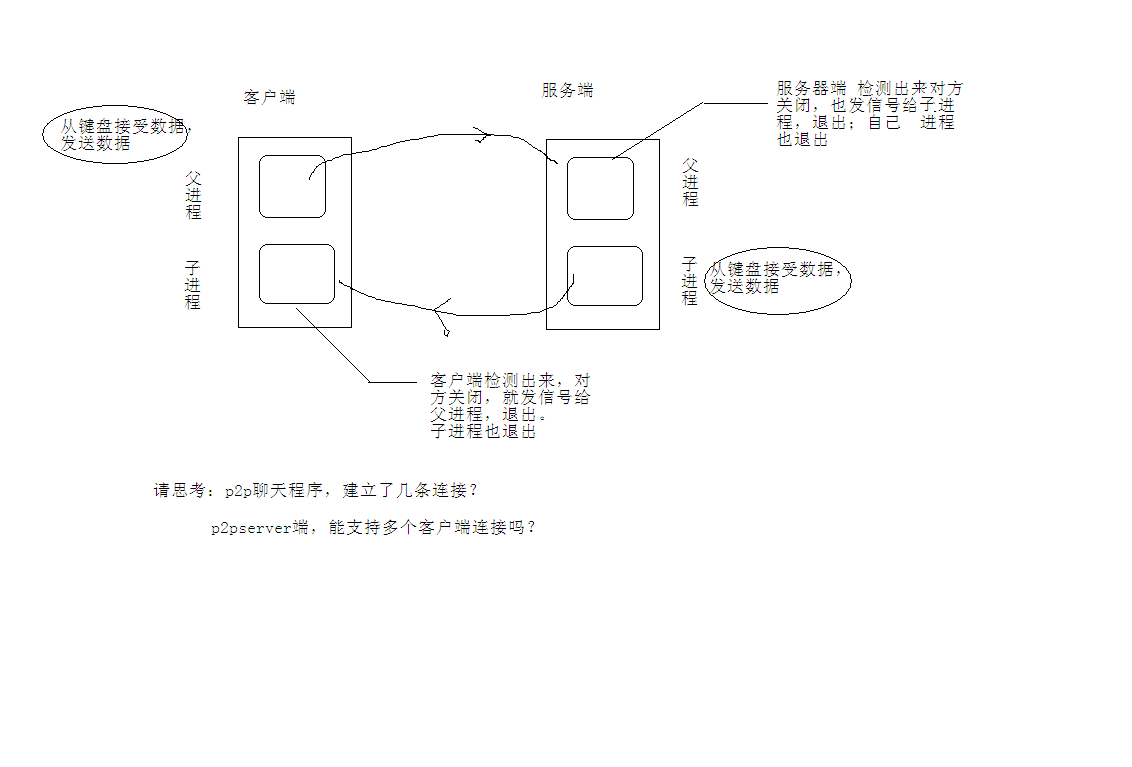 客户端
服务端
服务器端 检测出来对方
关闭，也发信号给子进
程，退出；自己 进程
也退出
从键盘接受数据，
发送数据
父
进
程
父
进
程
子
进
程
子
进
程
从键盘接受数据，
发送数据
客户端检测出来，对
方关闭，就发信号给
父进程，退出。
子进程也退出
请思考：p2p聊天程序，建立了几条连接？
p2pserver端，能支持多个客户端连接吗？